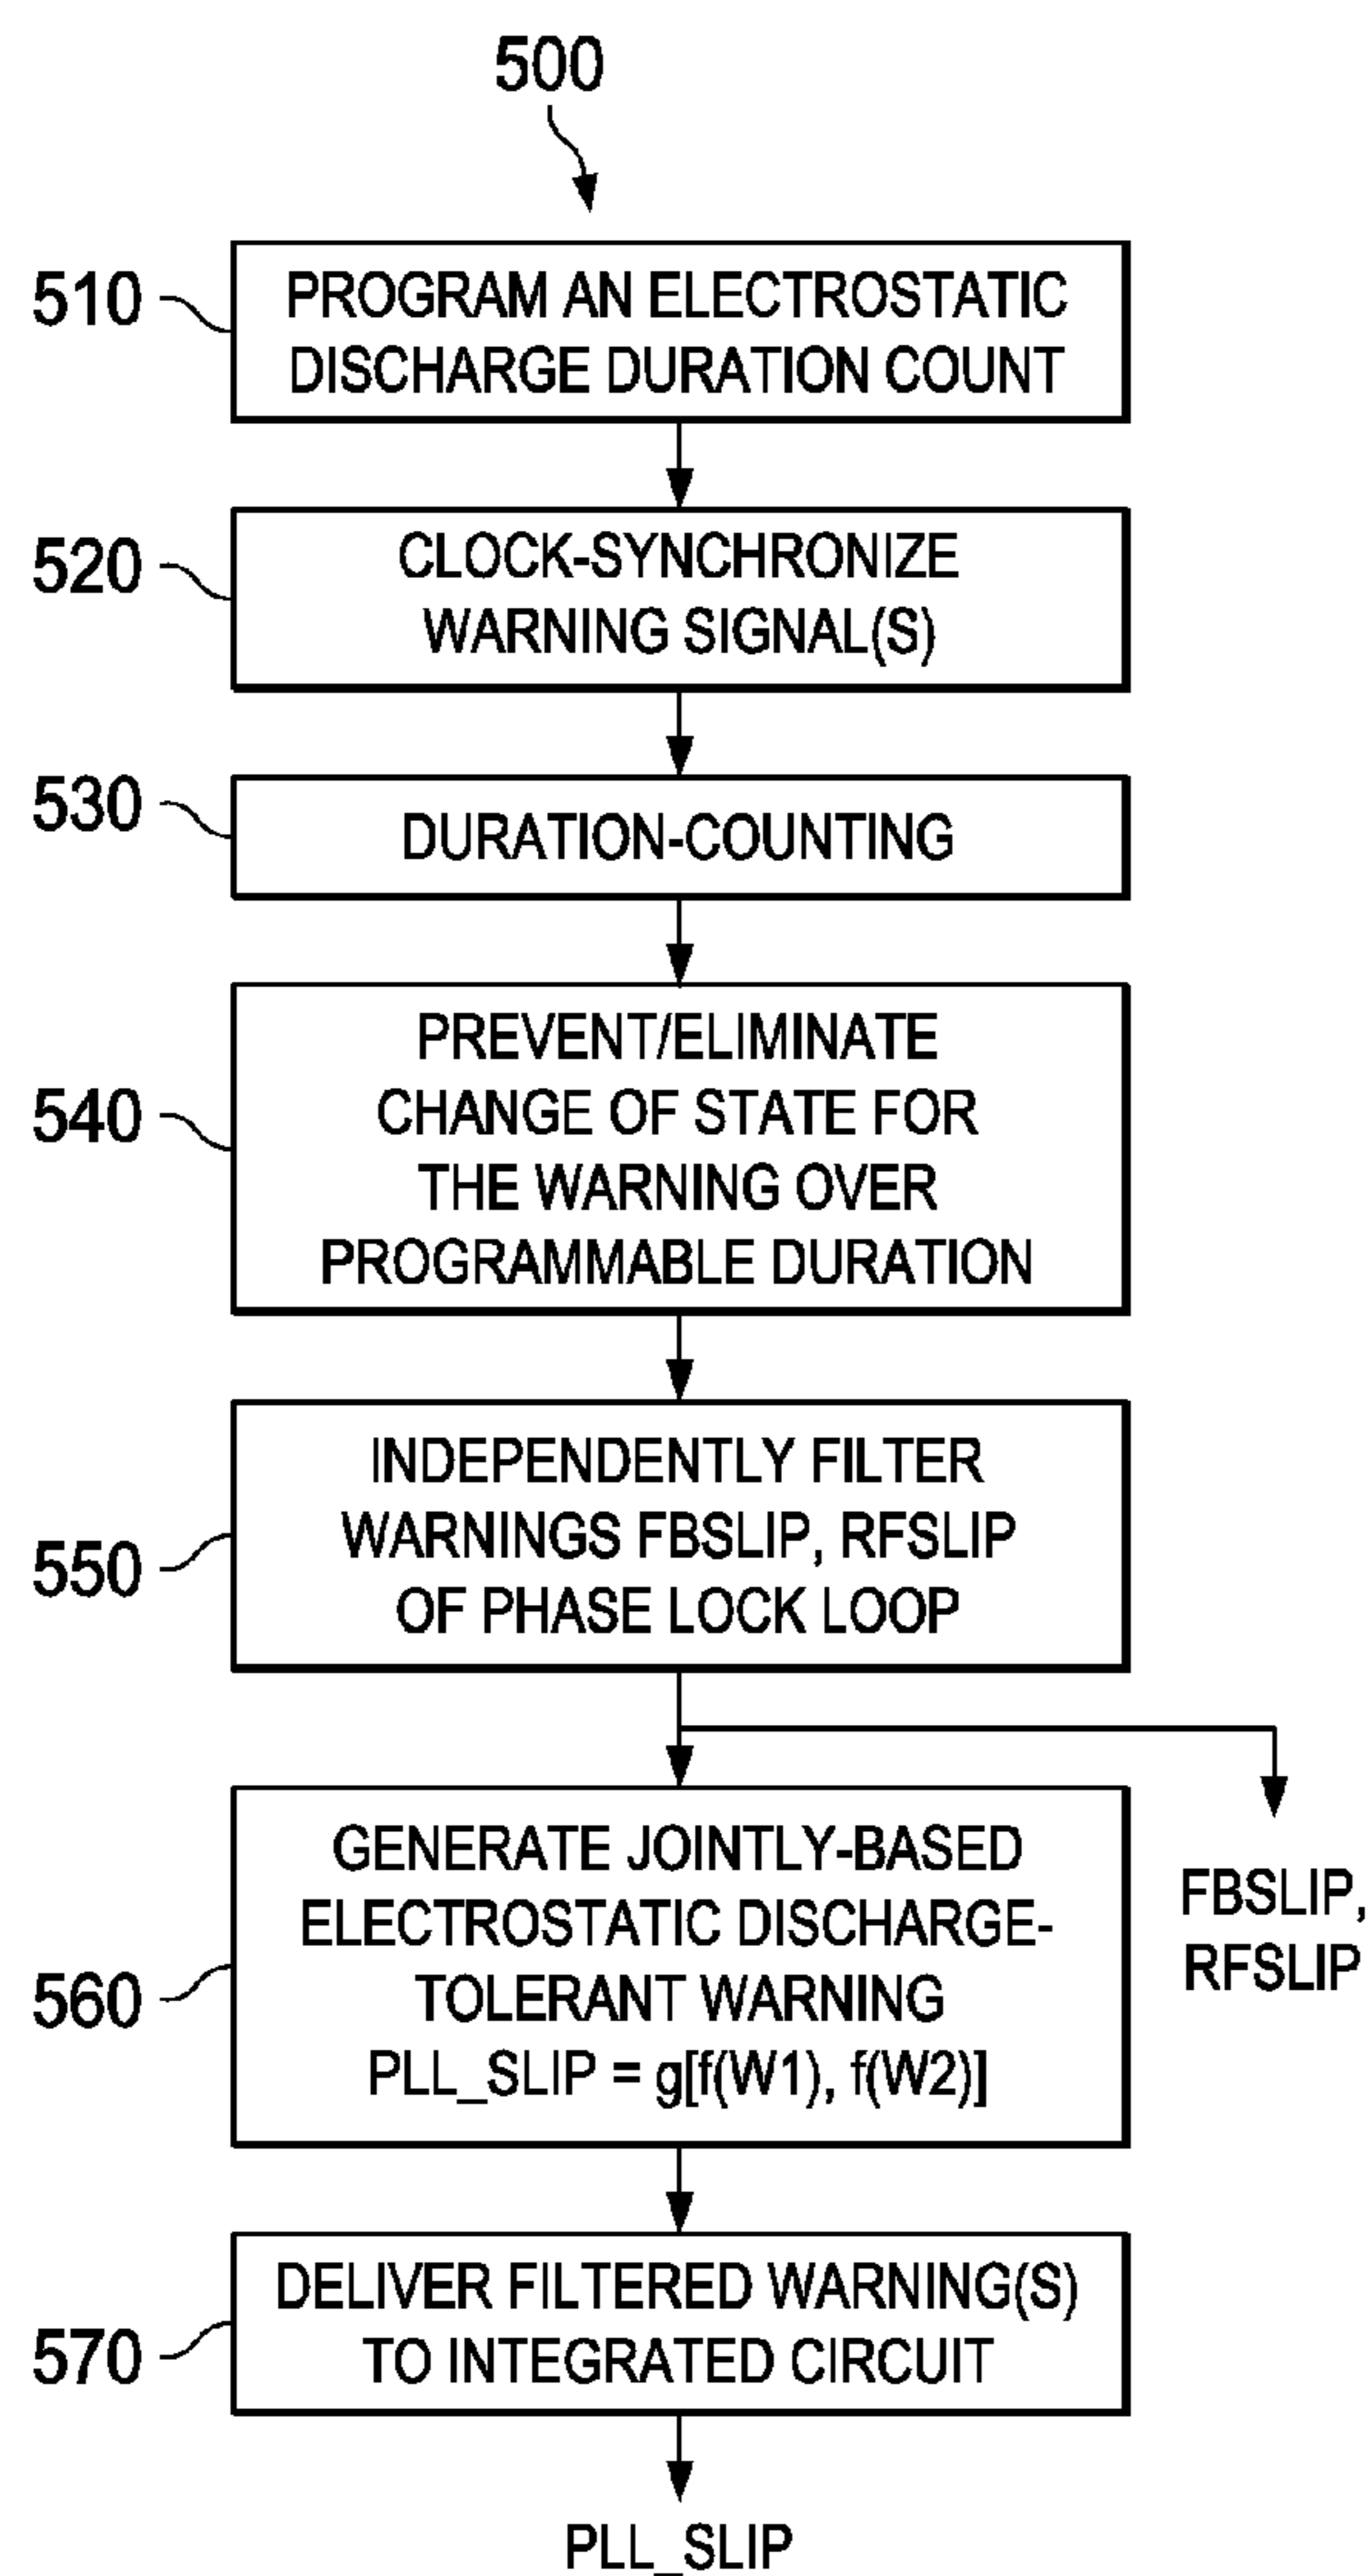 500
510
PROGRAM AN ELECTROSTATIC
DISCHARGE DURATION COUNT
520
CLOCK-SYNCHRONIZE
WARNING SIGNAL(S)
530
DURATION-COUNTING
540
PREVENT/ELIMINATE
CHANGE OF STATE FOR
THE WARNING OVER
PROGRAMMABLE DURATION
550
INDEPENDENTLY FILTER
WARNINGS FBSLIP, RFSLIP
OF PHASE LOCK LOOP
560
GENERATE JOINTLY-BASED
ELECTROSTATIC DISCHARGE-
TOLERANT WARNING
PLL_SLIP = g[f(W1), f(W2)]
FBSLIP,
RFSLIP
570
DELIVER FILTERED WARNING(S)
TO INTEGRATED CIRCUIT
PLL_SLIP